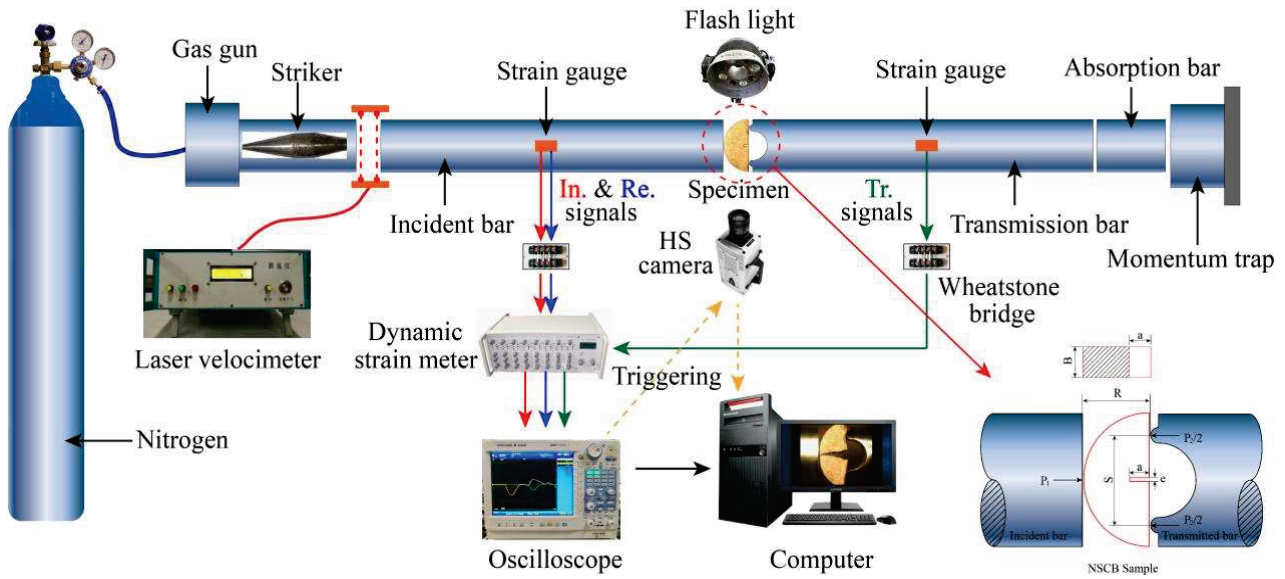 Flash light
Gas gun
Striker
Strain gauge
Strain gauge
Absorption bar
In. & Re.
signals
Specimen
Tr.
signals
Incident bar
Transmission bar
HS
camera
Momentum trap
Wheatstone
bridge
Laser velocimeter
Dynamic
strain meter
Triggering
Nitrogen
Oscilloscope
Computer
a
B
R
P₂/2
a
e
S
P₁
P₂/2
Incident bar
Transmitted bar
NSCB Sample